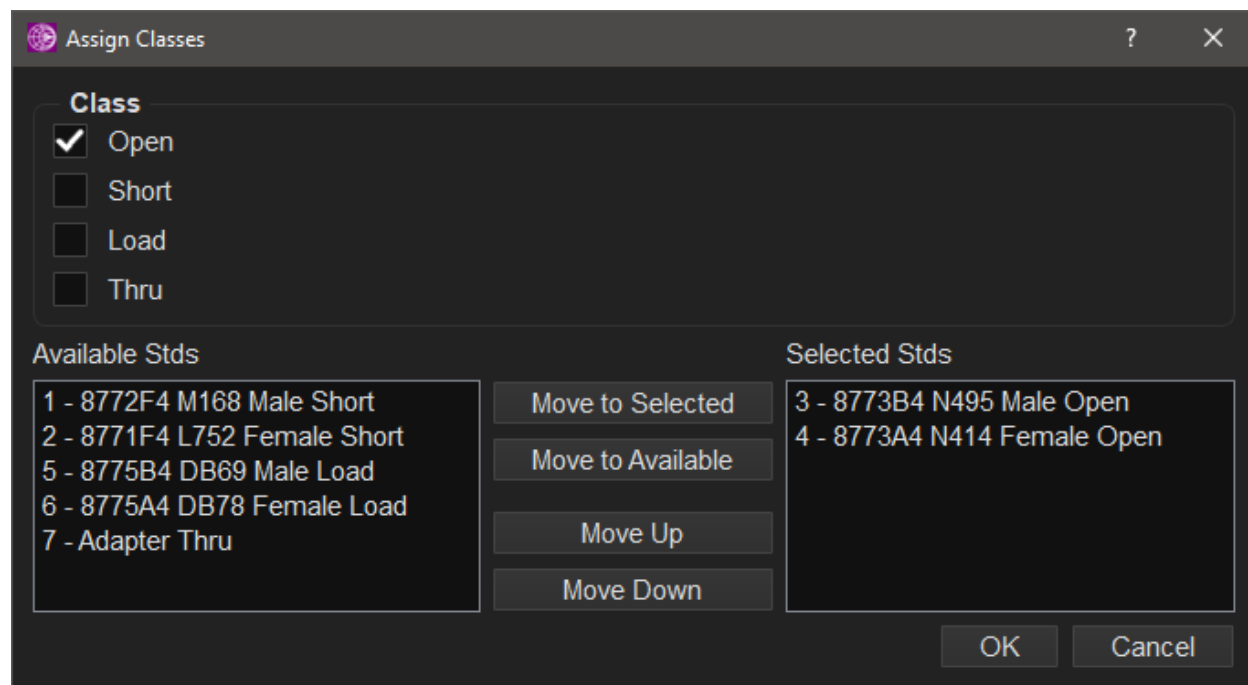 Assign Classes
?
Class
Open
Short
Load
Thru
Available Stds
1 - 8772F4 M168 Male Short
2 - 8771F4 L752 Female Short
5 - 8775B4 DB69 Male Load
6 - 8775A4 DB78 Female Load
7 - Adapter Thru
Move to Selected
Move to Available
Move Up
Move Down
Selected Stds
3 - 8773B4 N495 Male Open
4 - 8773A4 N414 Female Open
OK
Cancel